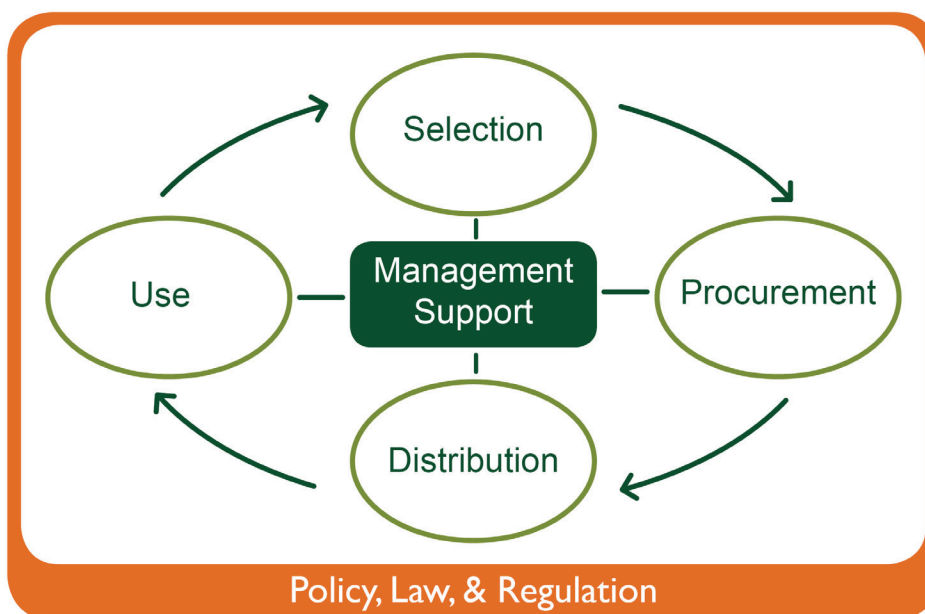 Selection
Use
Management
Support
Procurement
Distribution
Policy, Law, & Regulation